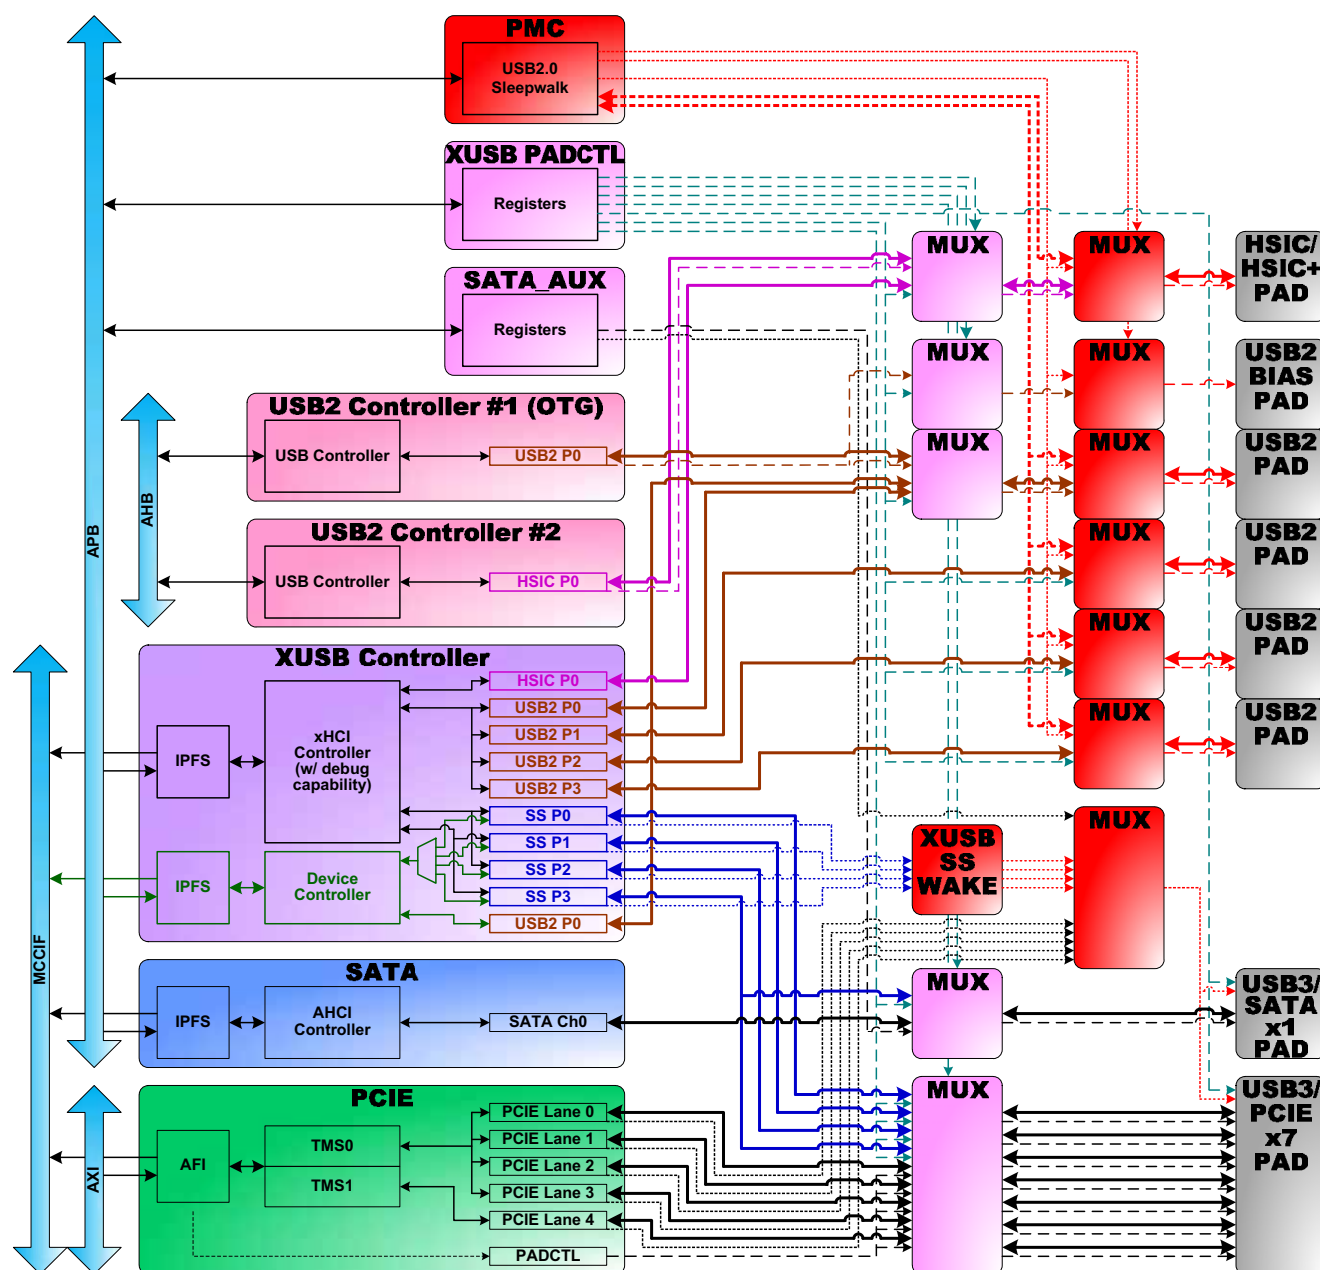 PMC
USB2.0
Sleepwalk
XUSB PADCTL
Registers
SATA_AUX
Registers
USB2 Controller #1 (OTG)
USB Controller
USB2 P0
USB2 Controller #2
USB Controller
HSIC P0
XUSB Controller
IPFS
xHCI
Controller
(w/ debug
capability)
HSIC P0
USB2 P0
USB2 P1
USB2 P2
USB2 P3
SS P0
SS P1
SS P2
SS P3
USB2 P0
IPFS
Device
Controller
SATA
IPFS
AHCI
Controller
SATA Ch0
PCIE
AFI
TMS0
TMS1
PCIE Lane 0
PCIE Lane 1
PCIE Lane 2
PCIE Lane 3
PCIE Lane 4
PADCTL
APB
AHB
MCCIF
AXI
MUX
MUX
MUX
XUSB
SS
WAKE
MUX
MUX
MUX
MUX
MUX
MUX
MUX
MUX
MUX
HSIC/
HSIC+
PAD
USB2
BIAS
PAD
USB2
PAD
USB2
PAD
USB2
PAD
USB2
PAD
USB3/
SATA
x1
PAD
USB3/
PCIE
x7
PAD